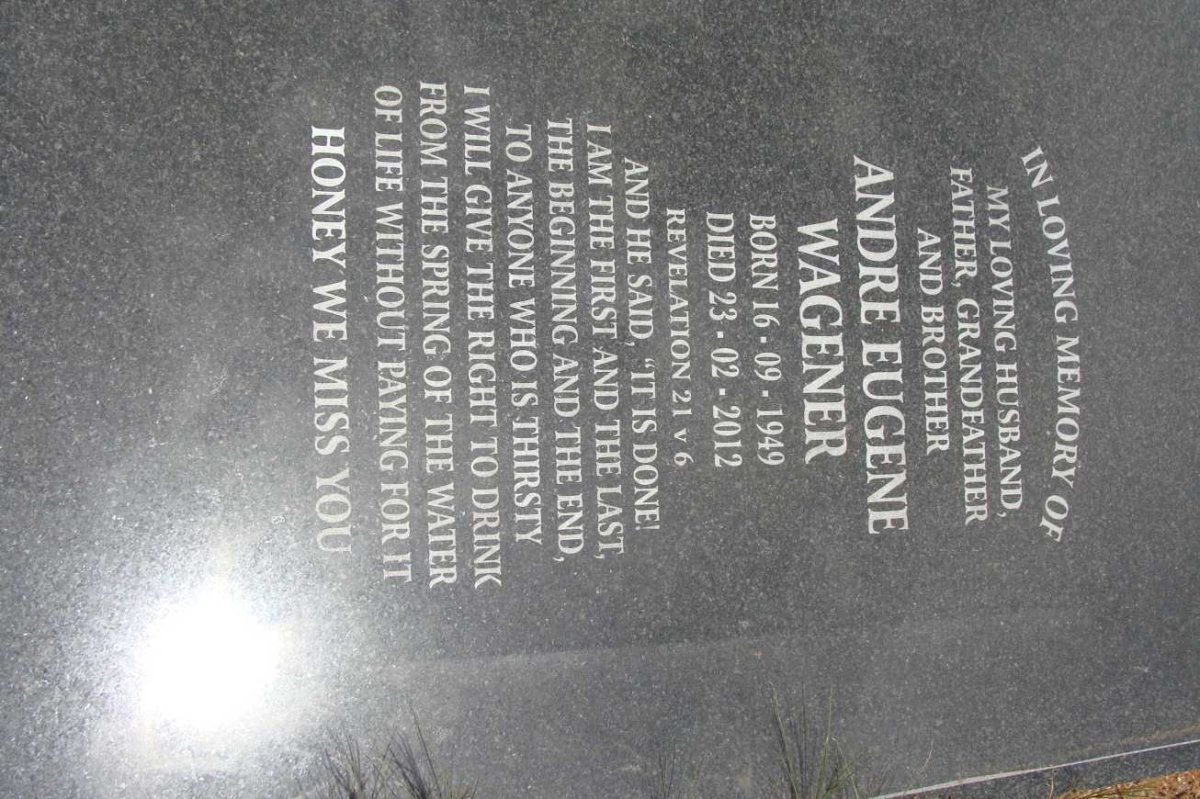 IN LOVING MEMORY OF
MY LOVING HUSBAND,
FATHER, GRANDFATHER
AND BROTHER
ANDRE EUGENE
WAGENER
BORN 16 - 09 - 1949
DIED 23 - 02 - 2012
REVELATION 21 v 6
AND HE SAID, "IT IS DONE!
I AM THE FIRST AND THE LAST,
THE BEGINNING AND THE END,
TO ANYONE WHO IS THIRSTY
I WILL GIVE THE RIGHT TO DRINK
FROM THE SPRING OF THE WATER
OF LIFE WITHOUT PAYING FOR IT
HONEY WE MISS YOU